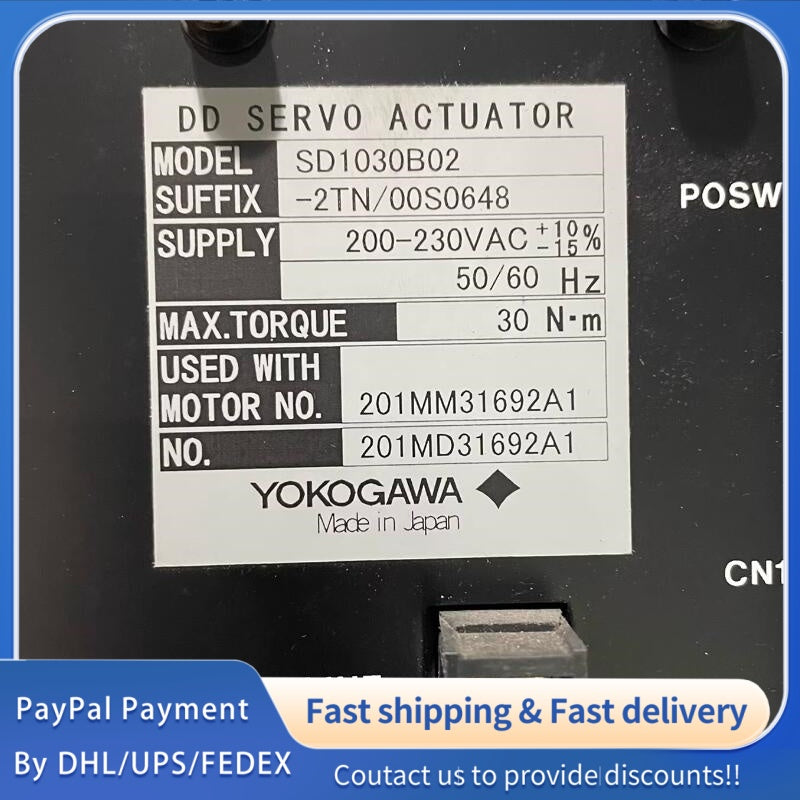 DD SERVO ACTUATOR
MODEL SD1030B02
SUFFIX -2TN/00S0648
SUPPLY 200-230VAC +10 -15 %
50/60 Hz
MAX.TORQUE 30 N·m
USED WITH
MOTOR NO. 201MM31692A1
NO. 201MD31692A1
YOKOGAWA
Made in Japan
POSW
CN1
PayPal Payment
By DHL/UPS/FEDEX
Fast shipping & Fast delivery
Coutact us to provide discounts!!